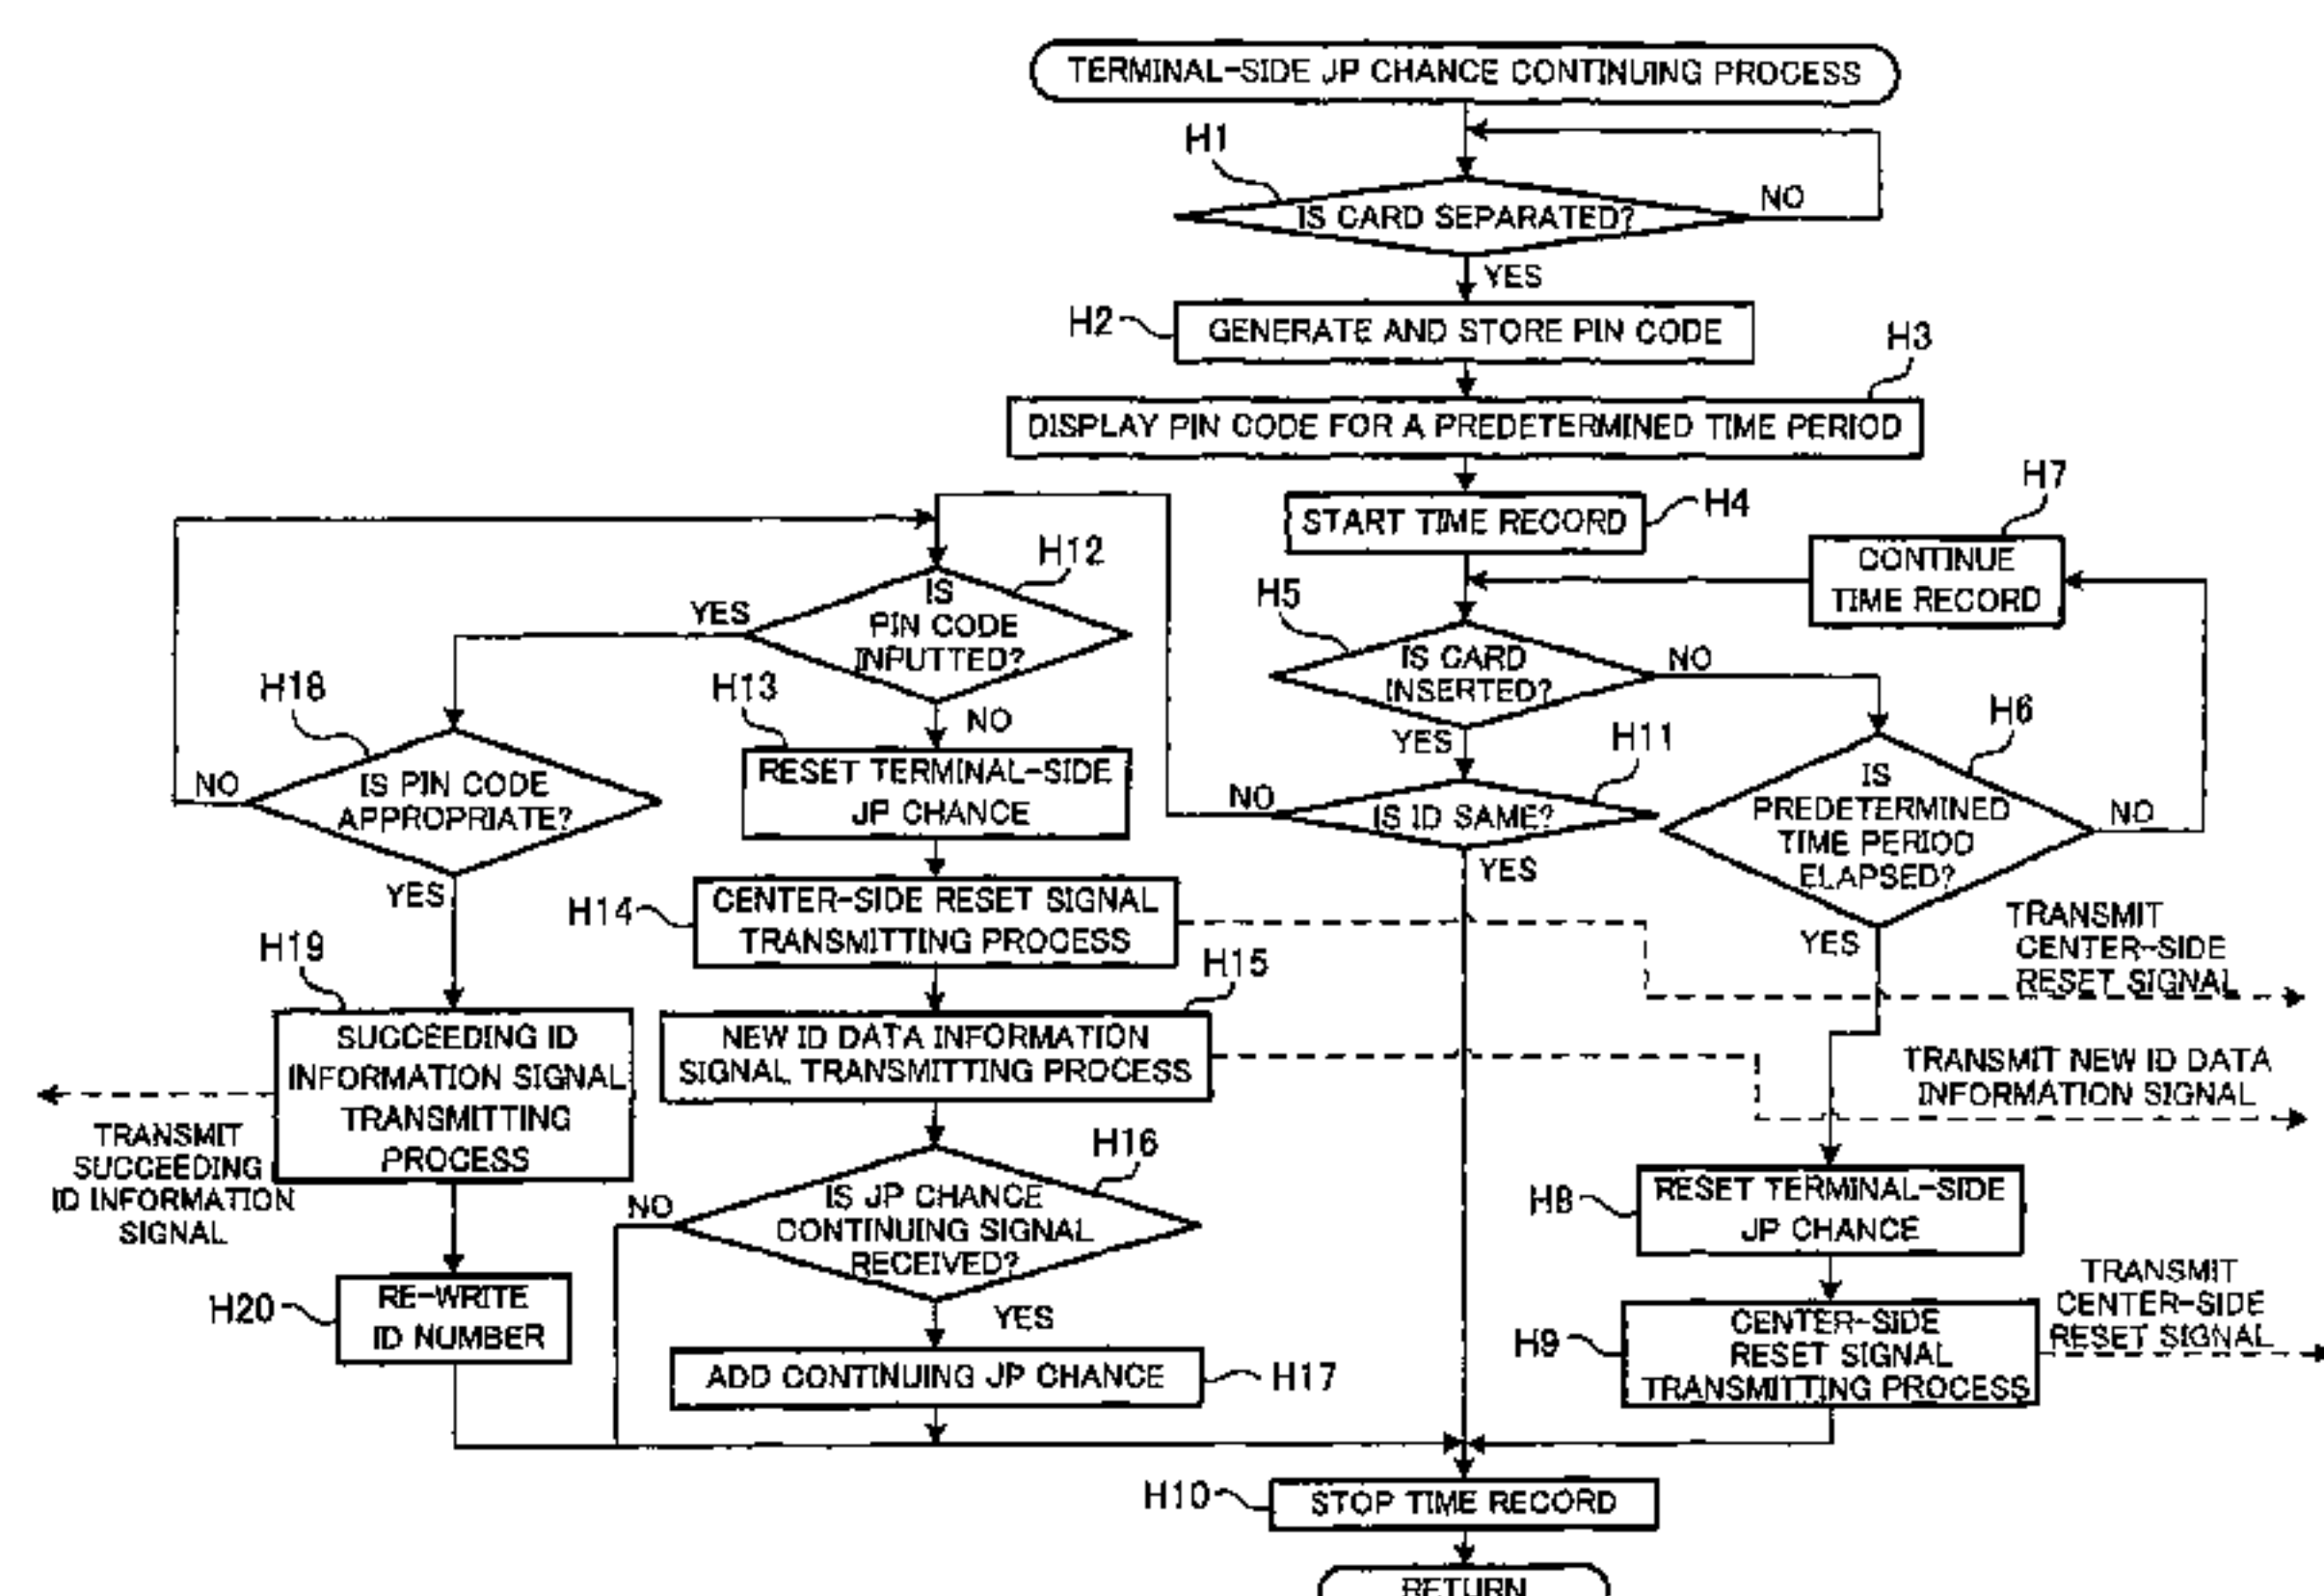 TERMINAL-SIDE JP CHANCE CONTINUING PROCESS
H1
IS CARD SEPARATED?
NO
YES
H2
GENERATE AND STORE PIN CODE
H3
DISPLAY PIN CODE FOR A PREDETERMINED TIME PERIOD
H4
START TIME RECORD
H7
CONTINUE
TIME RECORD
H5
IS CARD
INSERTED?
NO
YES
H6
IS
PREDETERMINED
TIME PERIOD
ELAPSED?
NO
YES
H11
IS ID SAME?
NO
YES
H12
IS
PIN CODE
INPUTTED?
YES
NO
H13
RESET TERMINAL-SIDE
JP CHANCE
H18
IS PIN CODE
APPROPRIATE?
NO
YES
H14
CENTER-SIDE RESET SIGNAL
TRANSMITTING PROCESS
TRANSMIT
CENTER-SIDE
RESET SIGNAL
H15
NEW ID DATA INFORMATION
SIGNAL TRANSMITTING PROCESS
TRANSMIT NEW ID DATA
INFORMATION SIGNAL
H19
SUCCEEDING ID
INFORMATION SIGNAL
TRANSMITTING
PROCESS
TRANSMIT
SUCCEEDING
ID INFORMATION
SIGNAL
H16
IS JP CHANCE
CONTINUING SIGNAL
RECEIVED?
NO
YES
H8
RESET TERMINAL-SIDE
JP CHANCE
H20
RE-WRITE
ID NUMBER
H17
ADD CONTINUING JP CHANCE
H9
CENTER-SIDE
RESET SIGNAL
TRANSMITTING PROCESS
TRANSMIT
CENTER-SIDE
RESET SIGNAL
H10
STOP TIME RECORD
RETURN